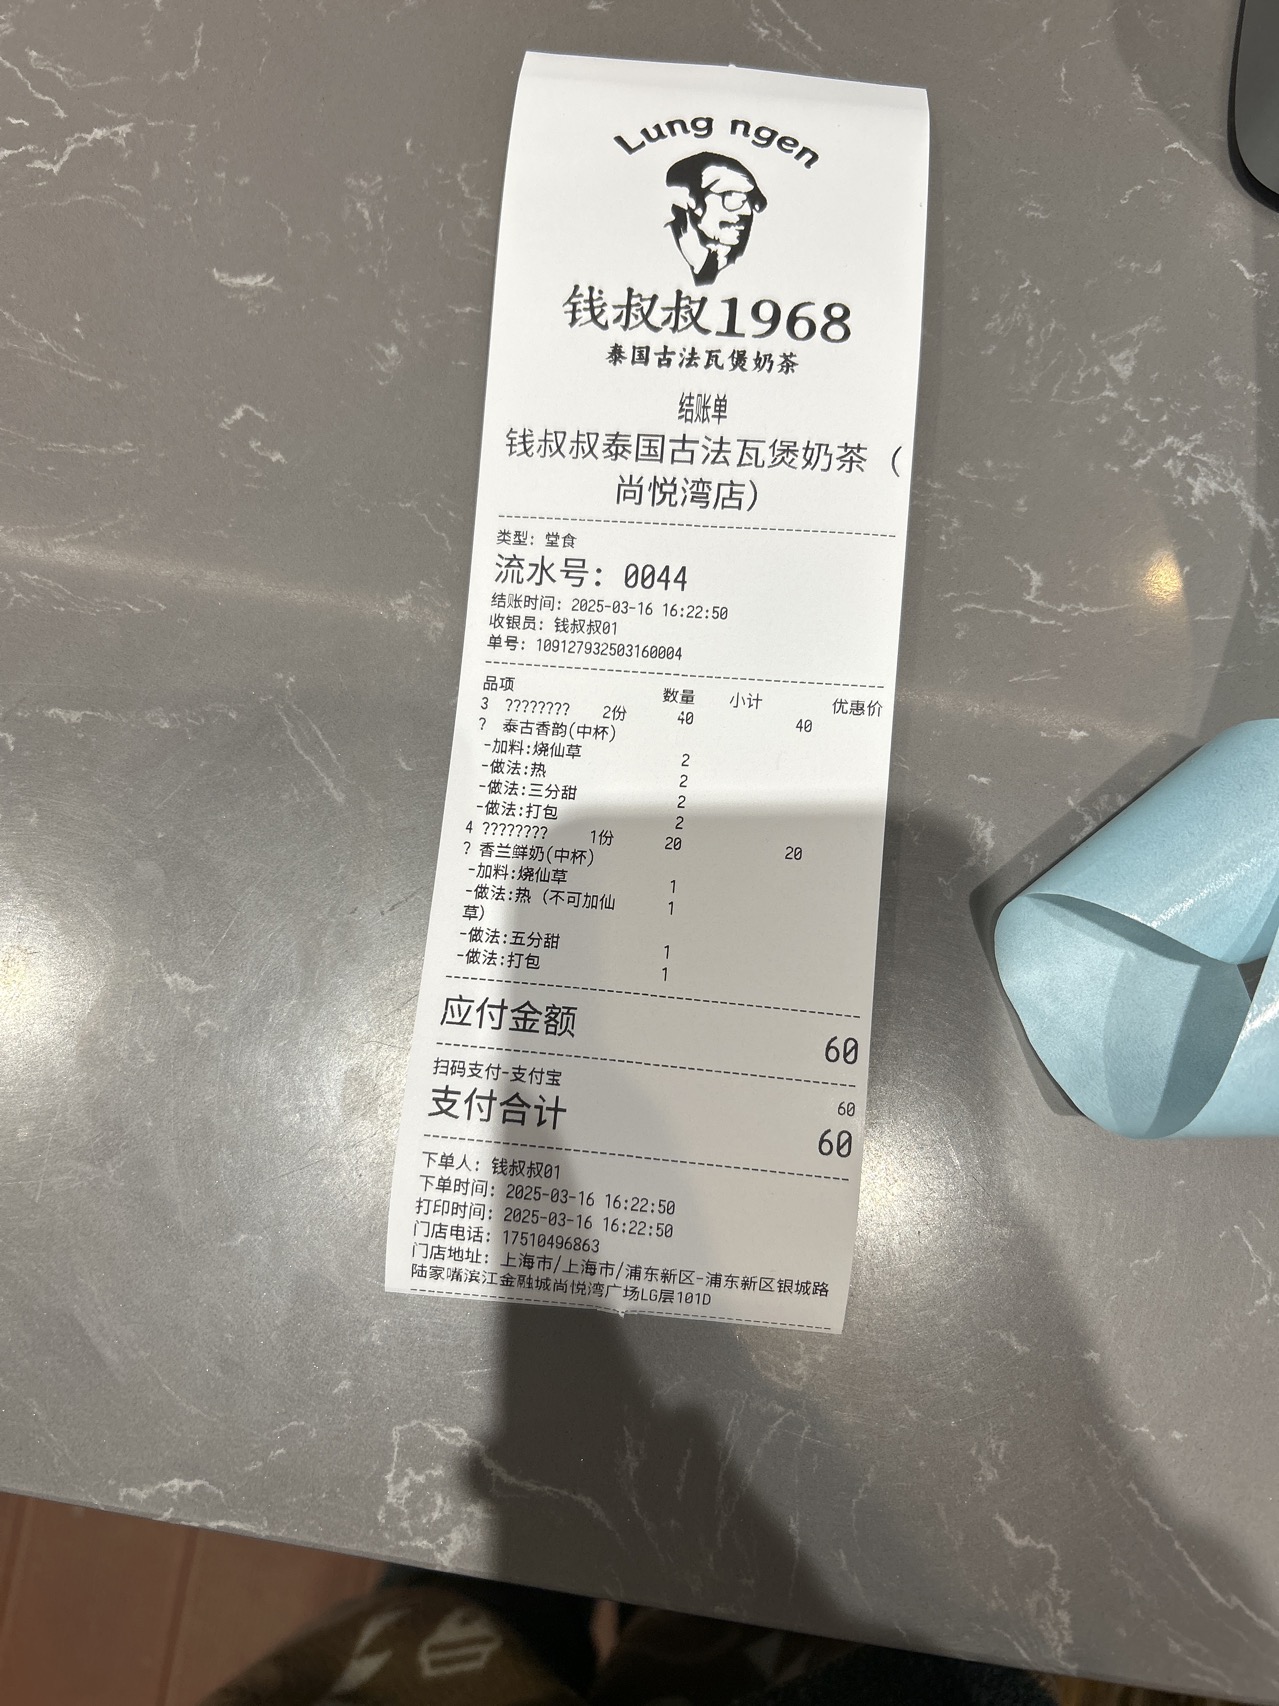 Lung ngen
钱叔叔1968
泰国古法瓦煲奶茶
结账单
钱叔叔泰国古法瓦煲奶茶（
尚悦湾店）
类型：堂食
流水号：0044
结账时间：2025-03-16 16:22:50
收银员：钱叔叔01
单号：109127932503160004
品项 数量 小计 优惠价
3 ???????? 2份 40 40
? 泰古香韵(中杯)
-加料:烧仙草 2
-做法:热 2
-做法:三分甜 2
-做法:打包 2
4 ???????? 1份 20 20
? 香兰鲜奶(中杯)
-加料:烧仙草 1
-做法:热（不可加仙 1
草）
-做法:五分甜 1
-做法:打包 1
应付金额 60
扫码支付-支付宝 60
支付合计 60
下单人：钱叔叔01
下单时间：2025-03-16 16:22:50
打印时间：2025-03-16 16:22:50
门店电话：17510496863
门店地址：上海市/上海市/浦东新区-浦东新区银城路
陆家嘴滨江金融城尚悦湾广场LG层101D